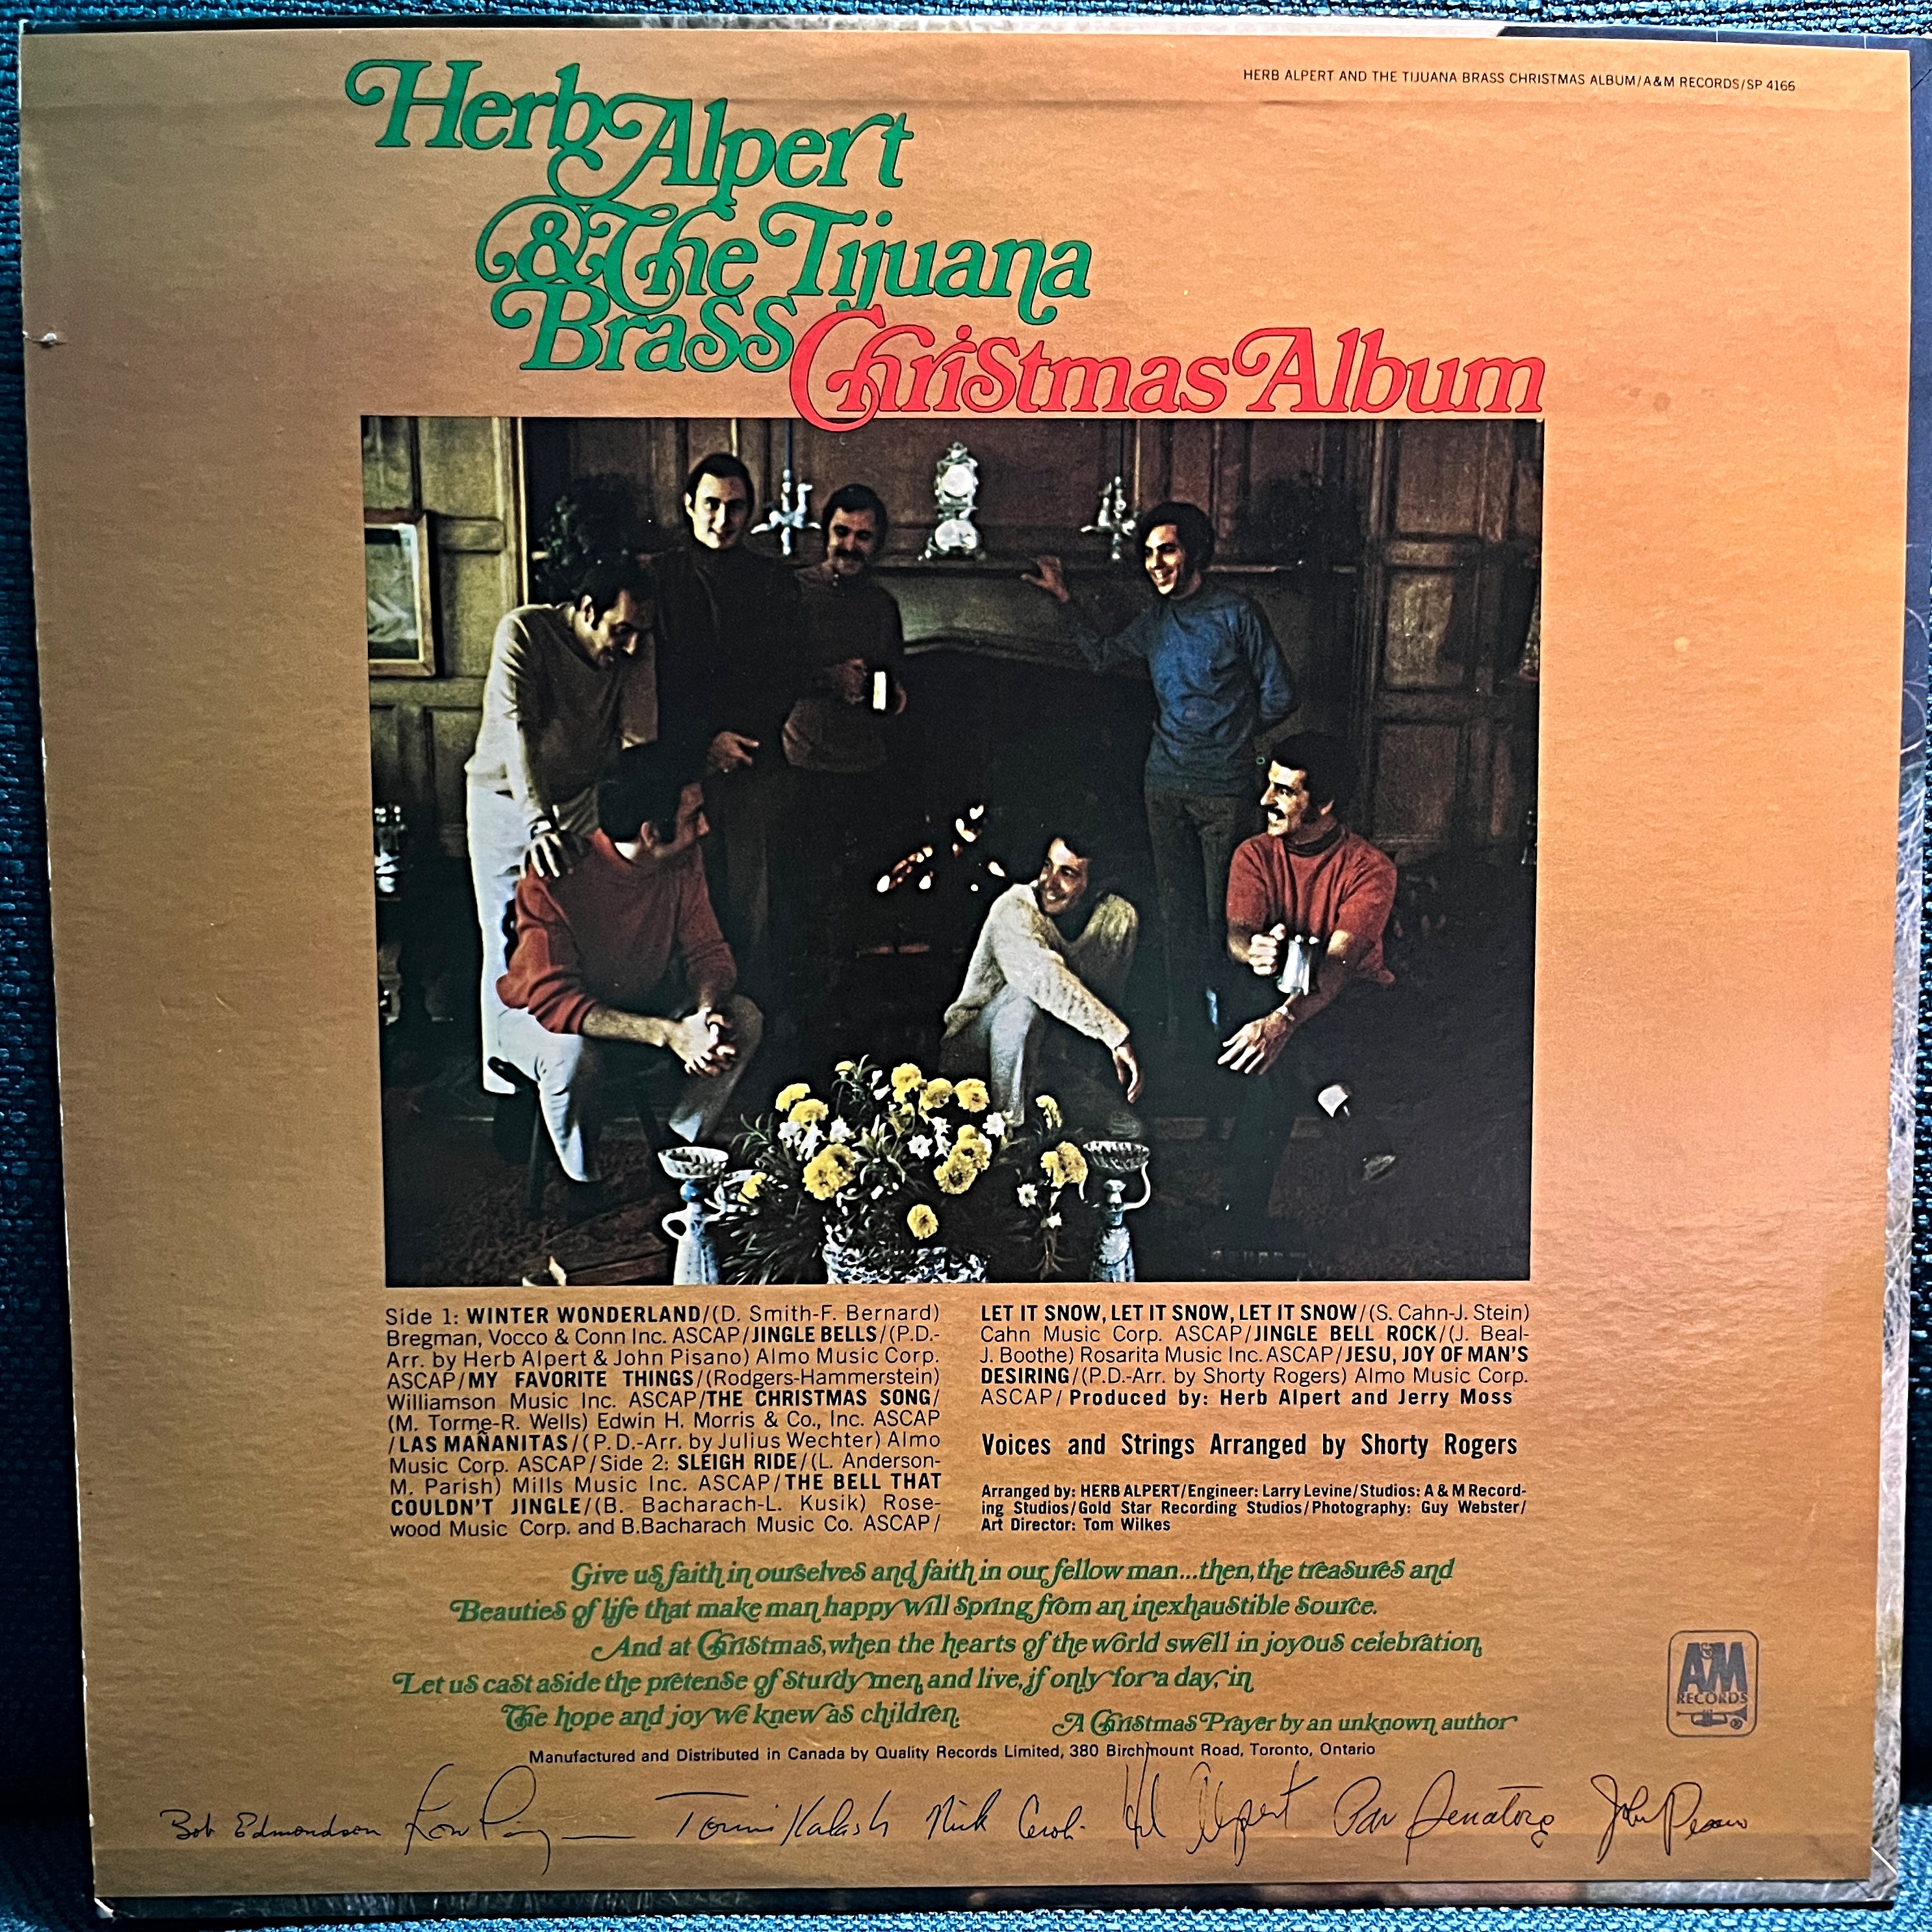 HERB ALPERT AND THE TIJUANA BRASS CHRISTMAS ALBUM/A&M RECORDS/SP 4166
Herb Alpert
& The Tijuana
Brass Christmas Album
Side 1: WINTER WONDERLAND/(D. Smith-F. Bernard)
Bregman, Vocco & Conn Inc. ASCAP/JINGLE BELLS/(P.D.-
Arr. by Herb Alpert & John Pisano) Almo Music Corp.
ASCAP/MY FAVORITE THINGS/(Rodgers-Hammerstein)
Williamson Music Inc. ASCAP/THE CHRISTMAS SONG/
(M. Torme-R. Wells) Edwin H. Morris & Co., Inc. ASCAP
/LAS MAÑANITAS/(P.D.-Arr. by Julius Wechter) Almo
Music Corp. ASCAP/Side 2: SLEIGH RIDE/(L. Anderson-
M. Parish) Mills Music Inc. ASCAP/THE BELL THAT
COULDN'T JINGLE/(B. Bacharach-L. Kusik) Rose-
wood Music Corp. and B.Bacharach Music Co. ASCAP/
LET IT SNOW, LET IT SNOW, LET IT SNOW/(S. Cahn-J. Stein)
Cahn Music Corp. ASCAP/JINGLE BELL ROCK/(J. Beal-
J. Boothe) Rosarita Music Inc. ASCAP/JESU, JOY OF MAN'S
DESIRING/(P.D.-Arr. by Shorty Rogers) Almo Music Corp.
ASCAP/Produced by: Herb Alpert and Jerry Moss
Voices and Strings Arranged by Shorty Rogers
Arranged by: HERB ALPERT/Engineer: Larry Levine/Studios: A & M Record-
ing Studios/Gold Star Recording Studios/Photography: Guy Webster/
Art Director: Tom Wilkes
Give us faith in ourselves and faith in our fellow man...then, the treasures and
Beauties of life that make man happy will spring from an inexhaustible source.
And at Christmas, when the hearts of the world swell in joyous celebration,
Let us cast aside the pretense of sturdy men, and live, if only for a day, in
The hope and joy we knew as children.
A Christmas Prayer by an unknown author
A&M
RECORDS
Manufactured and Distributed in Canada by Quality Records Limited, 380 Birchmount Road, Toronto, Ontario
Bob Edmondson Tonni Kalash Nick Ceroli Herb Alpert Pat Senatore John Pisano